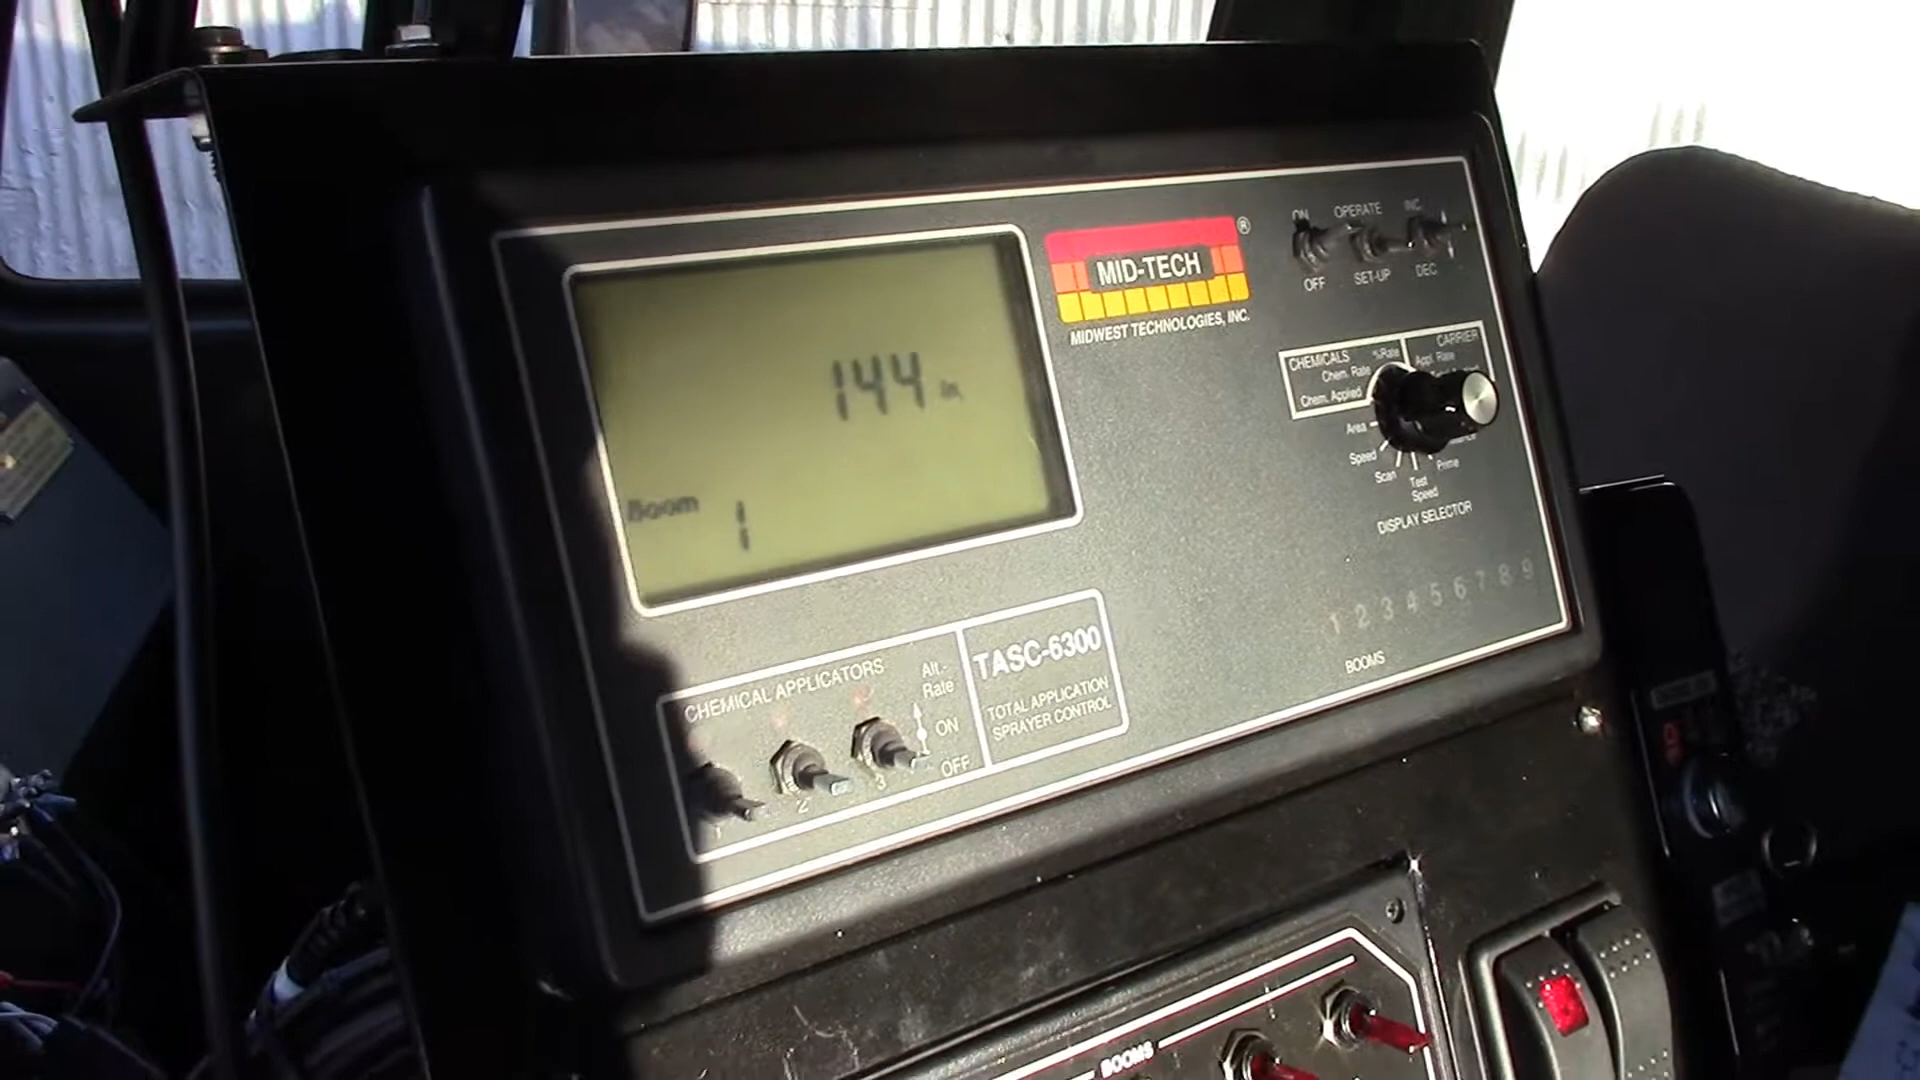 ON OPERATE INC.
OFF SET-UP DEC
MID-TECH ®
MIDWEST TECHNOLOGIES, INC.
144 in.
Boom 1
CHEMICALS %Rate
Chem. Rate
Chem. Applied
CARRIER
Appl. Rate
Area
Speed
Scan
Test
Speed
Prime
DISPLAY SELECTOR
1 2 3 4 5 6 7 8 9
BOOMS
CHEMICAL APPLICATORS
Alt.-
Rate
ON
OFF
1 2 3
TASC-6300
TOTAL APPLICATION
SPRAYER CONTROL
BOOMS